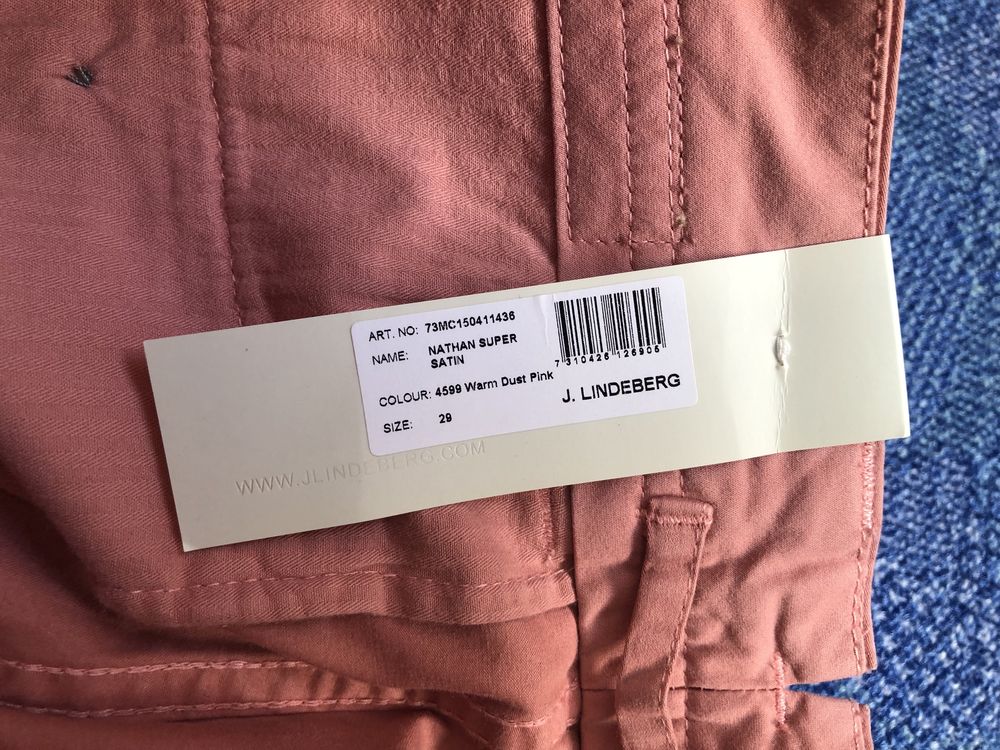 ART. NO: 73MC150411436
NAME: NATHAN SUPER
SATIN
COLOUR: 4599 Warm Dust Pink
SIZE: 29
7 310426 126905
J. LINDEBERG
WWW.JLINDEBERG.COM